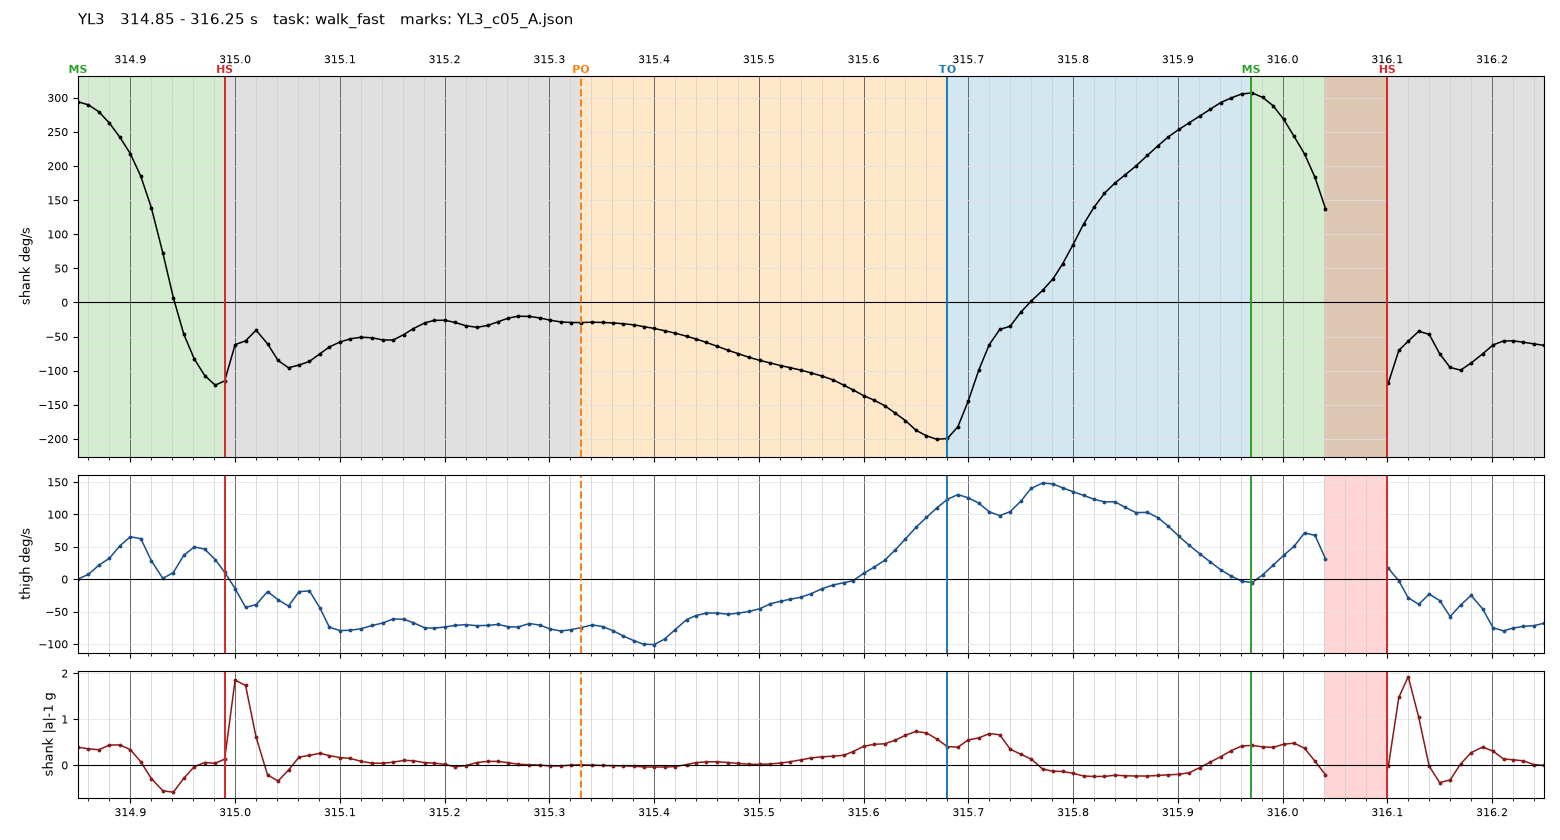 YL3   314.85 - 316.25 s   task: walk_fast   marks: YL3_c05_A.json
314.9 315.0 315.1 315.2 315.3 315.4 315.5 315.6 315.7 315.8 315.9 316.0 316.1 316.2
MS HS PO TO MS HS
300
250
200
150
100
50
0
−50
−100
−150
−200
shank deg/s
150
100
50
0
−50
−100
thigh deg/s
2
1
0
shank |a|-1 g
314.9 315.0 315.1 315.2 315.3 315.4 315.5 315.6 315.7 315.8 315.9 316.0 316.1 316.2